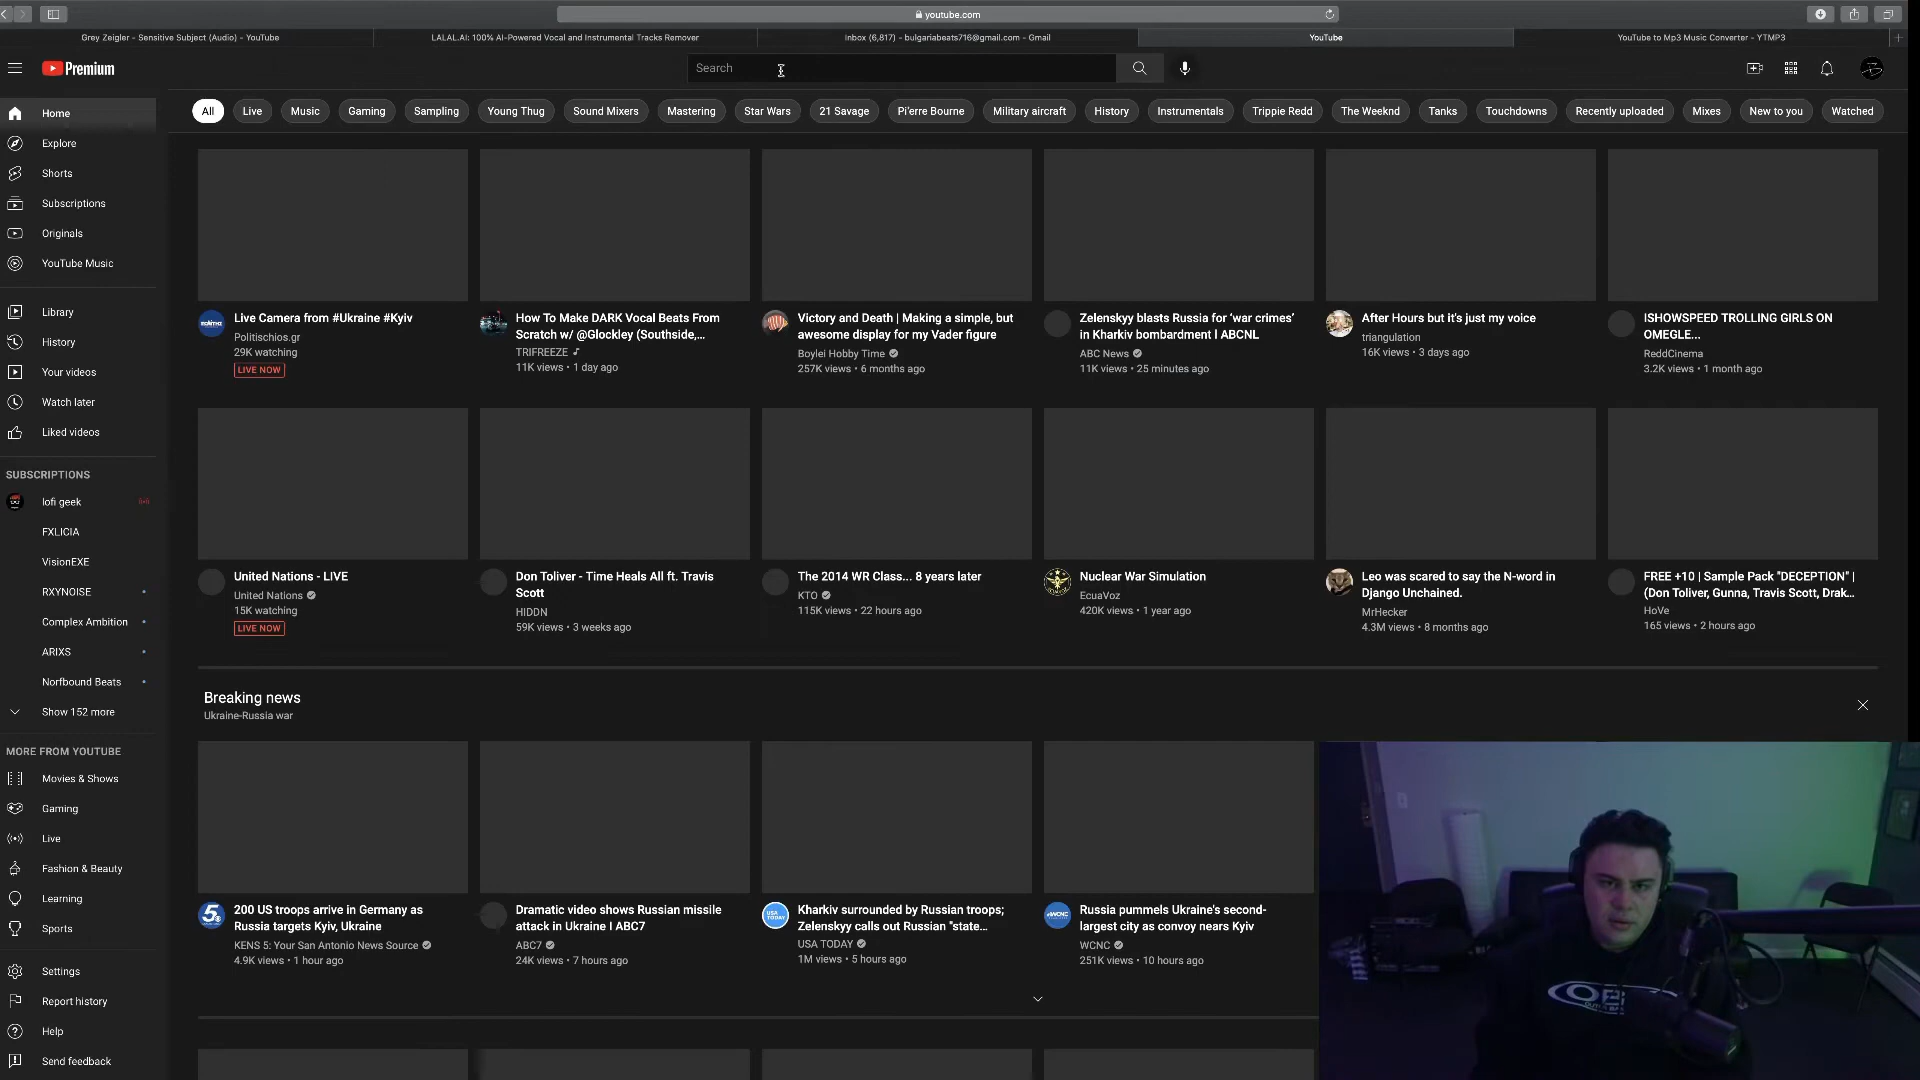 youtube.com
Grey Zeigler - Sensitive Subject (Audio) - YouTube
LALAL.AI: 100% AI-Powered Vocal and Instrumental Tracks Remover
Inbox (6,817) - bulgariabeats716@gmail.com - Gmail
YouTube
YouTube to Mp3 Music Converter - YTMP3
Premium
Search
Home
Explore
Shorts
Subscriptions
Originals
YouTube Music
Library
History
Your videos
Watch later
Liked videos
SUBSCRIPTIONS
lofi geek
FXLICIA
VisionEXE
RXYNOISE
Complex Ambition
ARIXS
Norfbound Beats
Show 152 more
MORE FROM YOUTUBE
Movies & Shows
Gaming
Live
Fashion & Beauty
Learning
Sports
Settings
Report history
Help
Send feedback
All
Live
Music
Gaming
Sampling
Young Thug
Sound Mixers
Mastering
Star Wars
21 Savage
Pi'erre Bourne
Military aircraft
History
Instrumentals
Trippie Redd
The Weeknd
Tanks
Touchdowns
Recently uploaded
Mixes
New to you
Watched
Live Camera from #Ukraine #Kyiv
Politischios.gr
29K watching
LIVE NOW
How To Make DARK Vocal Beats From
Scratch w/ @Glockley (Southside,...
TRIFREEZE
11K views • 1 day ago
Victory and Death | Making a simple, but
awesome display for my Vader figure
Boylei Hobby Time
257K views • 6 months ago
Zelenskyy blasts Russia for ‘war crimes’
in Kharkiv bombardment l ABCNL
ABC News
11K views • 25 minutes ago
After Hours but it's just my voice
triangulation
16K views • 3 days ago
ISHOWSPEED TROLLING GIRLS ON
OMEGLE...
ReddCinema
3.2K views • 1 month ago
United Nations - LIVE
United Nations
15K watching
LIVE NOW
Don Toliver - Time Heals All ft. Travis
Scott
HIDDN
59K views • 3 weeks ago
The 2014 WR Class... 8 years later
KTO
115K views • 22 hours ago
Nuclear War Simulation
EcuaVoz
420K views • 1 year ago
Leo was scared to say the N-word in
Django Unchained.
MrHecker
4.3M views • 8 months ago
FREE +10 | Sample Pack "DECEPTION" |
(Don Toliver, Gunna, Travis Scott, Drak...
HoVe
165 views • 2 hours ago
Breaking news
Ukraine-Russia war
200 US troops arrive in Germany as
Russia targets Kyiv, Ukraine
KENS 5: Your San Antonio News Source
4.9K views • 1 hour ago
Dramatic video shows Russian missile
attack in Ukraine l ABC7
ABC7
24K views • 7 hours ago
Kharkiv surrounded by Russian troops;
Zelenskyy calls out Russian "state...
USA TODAY
1M views • 5 hours ago
Russia pummels Ukraine's second-
largest city as convoy nears Kyiv
WCNC
251K views • 10 hours ago